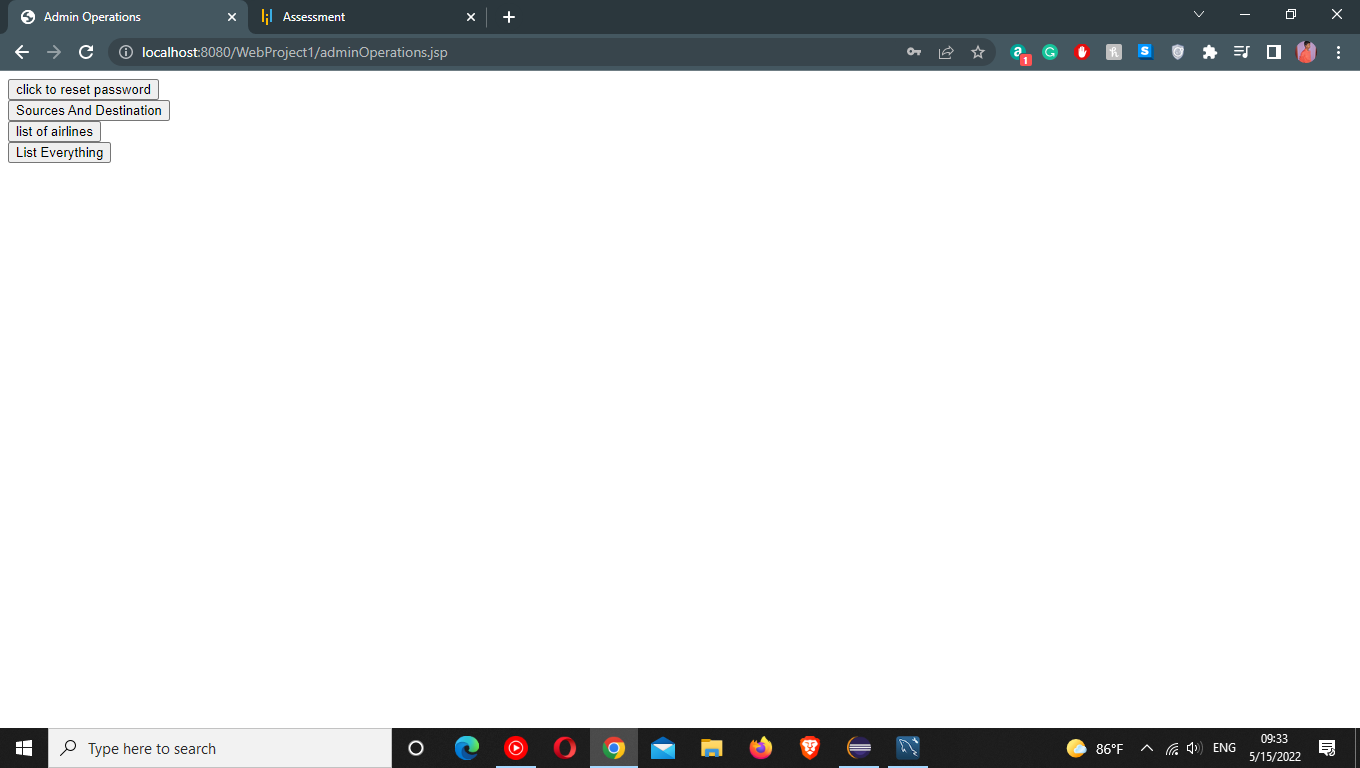 Admin Operations
Assessment
localhost:8080/WebProject1/adminOperations.jsp
1
click to reset password
Sources And Destination
list of airlines
List Everything
Type here to search
86°F
ENG
09:33
5/15/2022